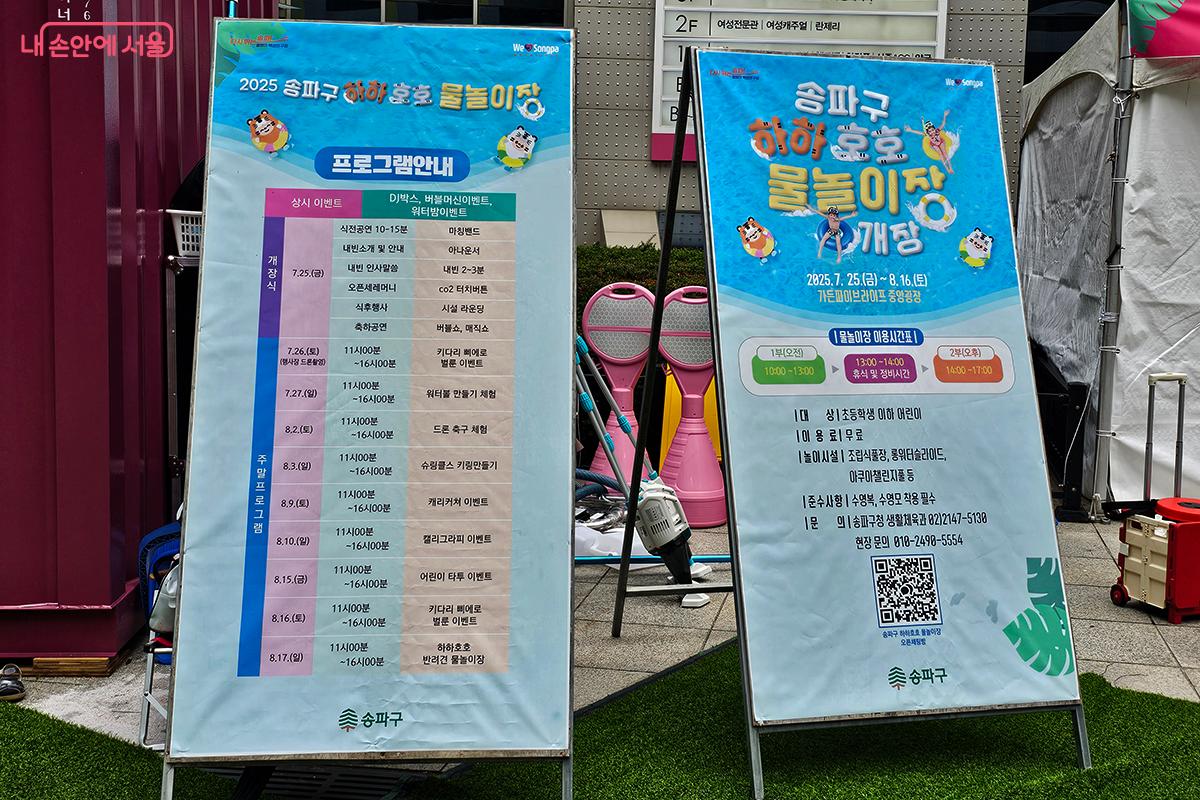 내 손안에 서울
2F 여성전문관 | 여성캐주얼 | 란제리
We Songpa
2025 송파구 하하 호호 물놀이장
프로그램안내
상시 이벤트 DJ박스, 버블머신이벤트,
워터밤이벤트
개장식
7.25.(금)
식전공연 10-15분 마칭밴드
내빈소개 및 안내 아나운서
내빈 인사말씀 내빈 2~3분
오픈세레머니 co2 터치버튼
식후행사 시설 라운딩
축하공연 버블쇼, 매직쇼
주말프로그램
7.26.(토)
(행사장 드론촬영)
11시00분
~16시00분
키다리 삐에로
벌룬 이벤트
7.27.(일)
11시00분
~16시00분
워터볼 만들기 체험
8.2.(토)
11시00분
~16시00분
드론 축구 체험
8.3.(일)
11시00분
~16시00분
슈링클스 키링만들기
8.9.(토)
11시00분
~16시00분
캐리커쳐 이벤트
8.10.(일)
11시00분
~16시00분
캘리그라피 이벤트
8.15.(금)
11시00분
~16시00분
어린이 타투 이벤트
8.16.(토)
11시00분
~16시00분
키다리 삐에로
벌룬 이벤트
8.17.(일)
11시00분
~16시00분
하하호호
반려견 물놀이장
송파구
We Songpa
송파구
하하 호호
물놀이장
개장
2025. 7. 25.(금) ~ 8.16.(토)
가든파이브라이프 중앙광장
| 물놀이장 이용시간표 |
1부(오전)
10:00 ~13:00
13:00 ~14:00
휴식 및 정비시간
2부(오후)
14:00 ~17:00
| 대 상 | 초등학생 이하 어린이
| 이 용 료 | 무료
| 놀이시설 | 조립식풀장, 롱워터슬라이드,
아쿠아챌린지풀 등
| 준수사항 | 수영복, 수영모 착용 필수
| 문 의 | 송파구청 생활체육과 02)2147-5130
현장 문의 010-2490-5554
송파구 하하호호 물놀이장
오픈채팅방
송파구